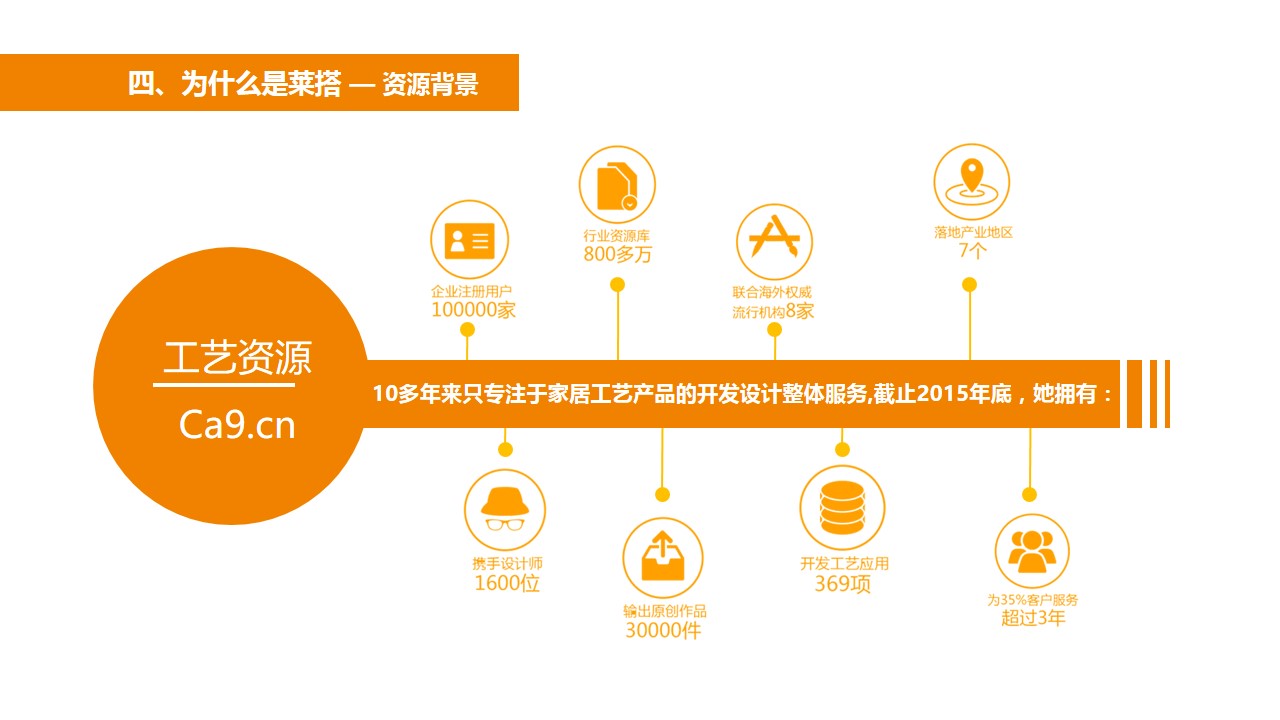 四、为什么是莱搭 — 资源背景
企业注册用户
100000家
行业资源库
800多万
联合海外权威
流行机构8家
落地产业地区
7个
工艺资源
Ca9.cn
10多年来只专注于家居工艺产品的开发设计整体服务,截止2015年底，她拥有：
携手设计师
1600位
输出原创作品
30000件
开发工艺应用
369项
为35%客户服务
超过3年